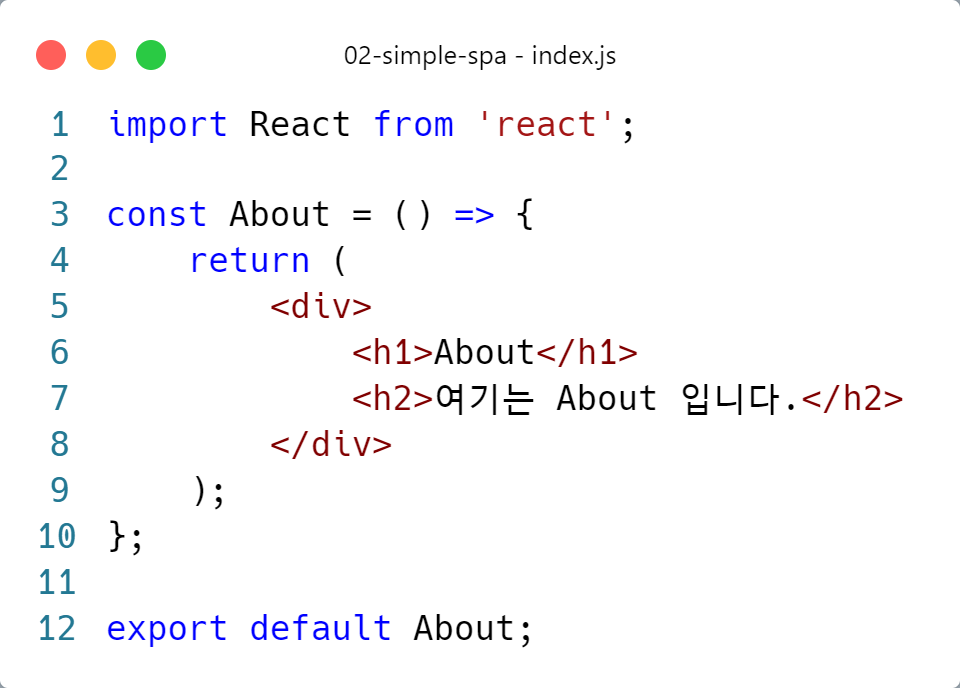 02-simple-spa - index.js
1 import React from 'react';
2
3 const About = () => {
4     return (
5         <div>
6             <h1>About</h1>
7             <h2>여기는 About 입니다.</h2>
8         </div>
9     );
10 };
11
12 export default About;